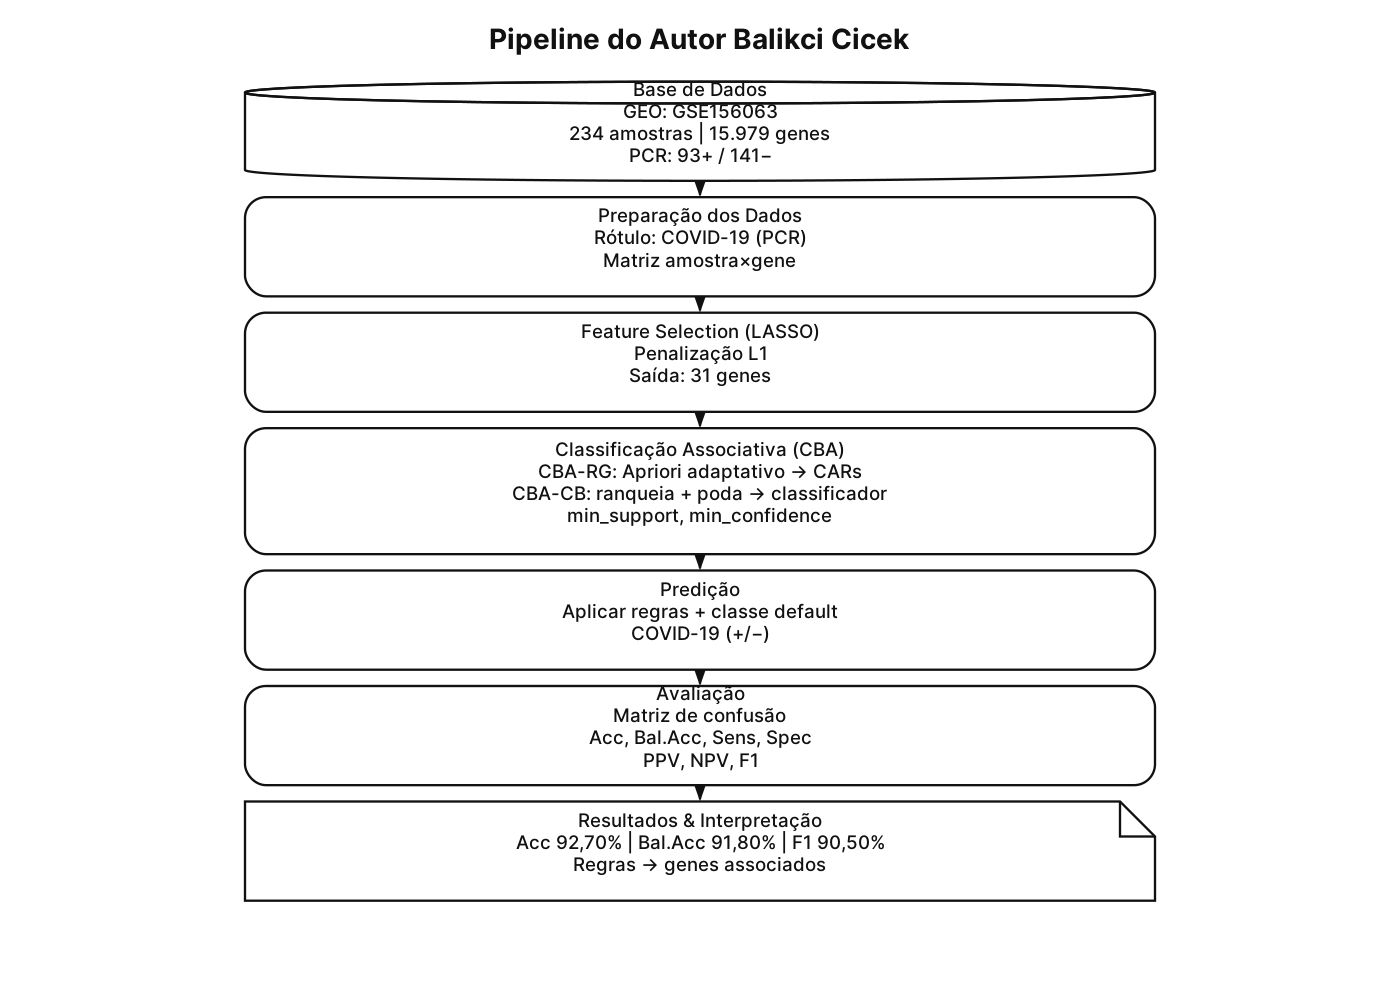 Pipeline do Autor Balikci Cicek
Base de Dados
GEO: GSE156063
234 amostras | 15.979 genes
PCR: 93+ / 141−
Preparação dos Dados
Rótulo: COVID-19 (PCR)
Matriz amostra×gene
Feature Selection (LASSO)
Penalização L1
Saída: 31 genes
Classificação Associativa (CBA)
CBA-RG: Apriori adaptativo → CARs
CBA-CB: ranqueia + poda → classificador
min_support, min_confidence
Predição
Aplicar regras + classe default
COVID-19 (+/−)
Avaliação
Matriz de confusão
Acc, Bal.Acc, Sens, Spec
PPV, NPV, F1
Resultados & Interpretação
Acc 92,70% | Bal.Acc 91,80% | F1 90,50%
Regras → genes associados